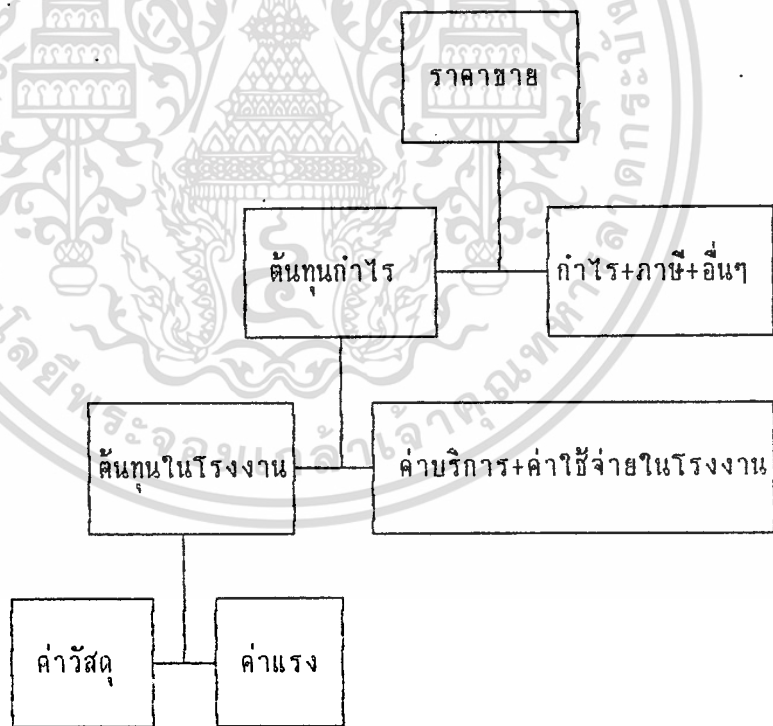 ราคาขาย
ต้นทุนกำไร
กำไร+ภาษี+อื่นๆ
ต้นทุนในโรงงาน
ค่าบริการ+ค่าใช้จ่ายในโรงงาน
ค่าวัสดุ
ค่าแรง